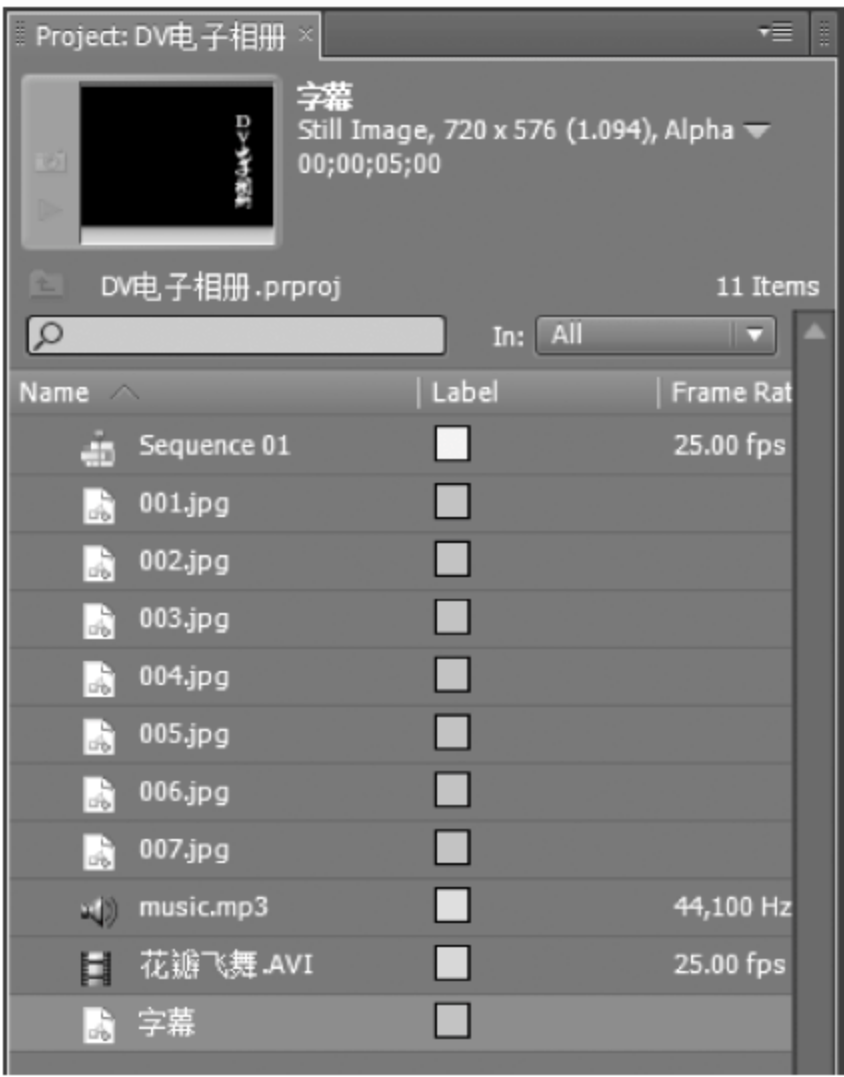 Project: DV电子相册 ×
字幕
Still Image, 720 x 576 (1.094), Alpha
00;00;05;00
DV电子相册.prproj 11 Items
In: All
Name Label Frame Rat
Sequence 01 25.00 fps
001.jpg
002.jpg
003.jpg
004.jpg
005.jpg
006.jpg
007.jpg
music.mp3 44,100 Hz
花瓣飞舞.AVI 25.00 fps
字幕